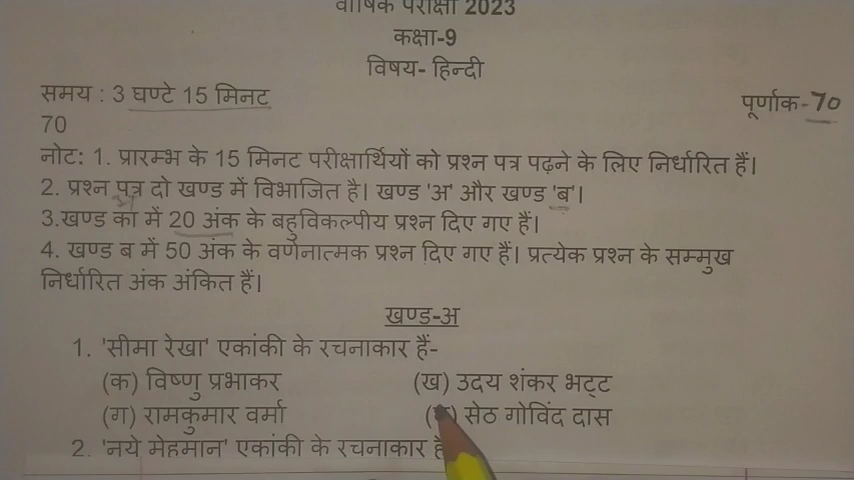 वार्षिक परीक्षा 2023
कक्षा-9
विषय- हिन्दी
समय : 3 घण्टे 15 मिनट पूर्णांक-70
70
नोट: 1. प्रारम्भ के 15 मिनट परीक्षार्थियों को प्रश्न पत्र पढ़ने के लिए निर्धारित हैं।
2. प्रश्न पत्र दो खण्ड में विभाजित है। खण्ड 'अ' और खण्ड 'ब'।
3.खण्ड का में 20 अंक के बहुविकल्पीय प्रश्न दिए गए हैं।
4. खण्ड ब में 50 अंक के वर्णनात्मक प्रश्न दिए गए हैं। प्रत्येक प्रश्न के सम्मुख
निर्धारित अंक अंकित हैं।
खण्ड-अ
1. 'सीमा रेखा' एकांकी के रचनाकार हैं-
(क) विष्णु प्रभाकर (ख) उदय शंकर भट्ट
(ग) रामकुमार वर्मा सेठ गोविंद दास
2. 'नये मेहमान' एकांकी के रचनाकार